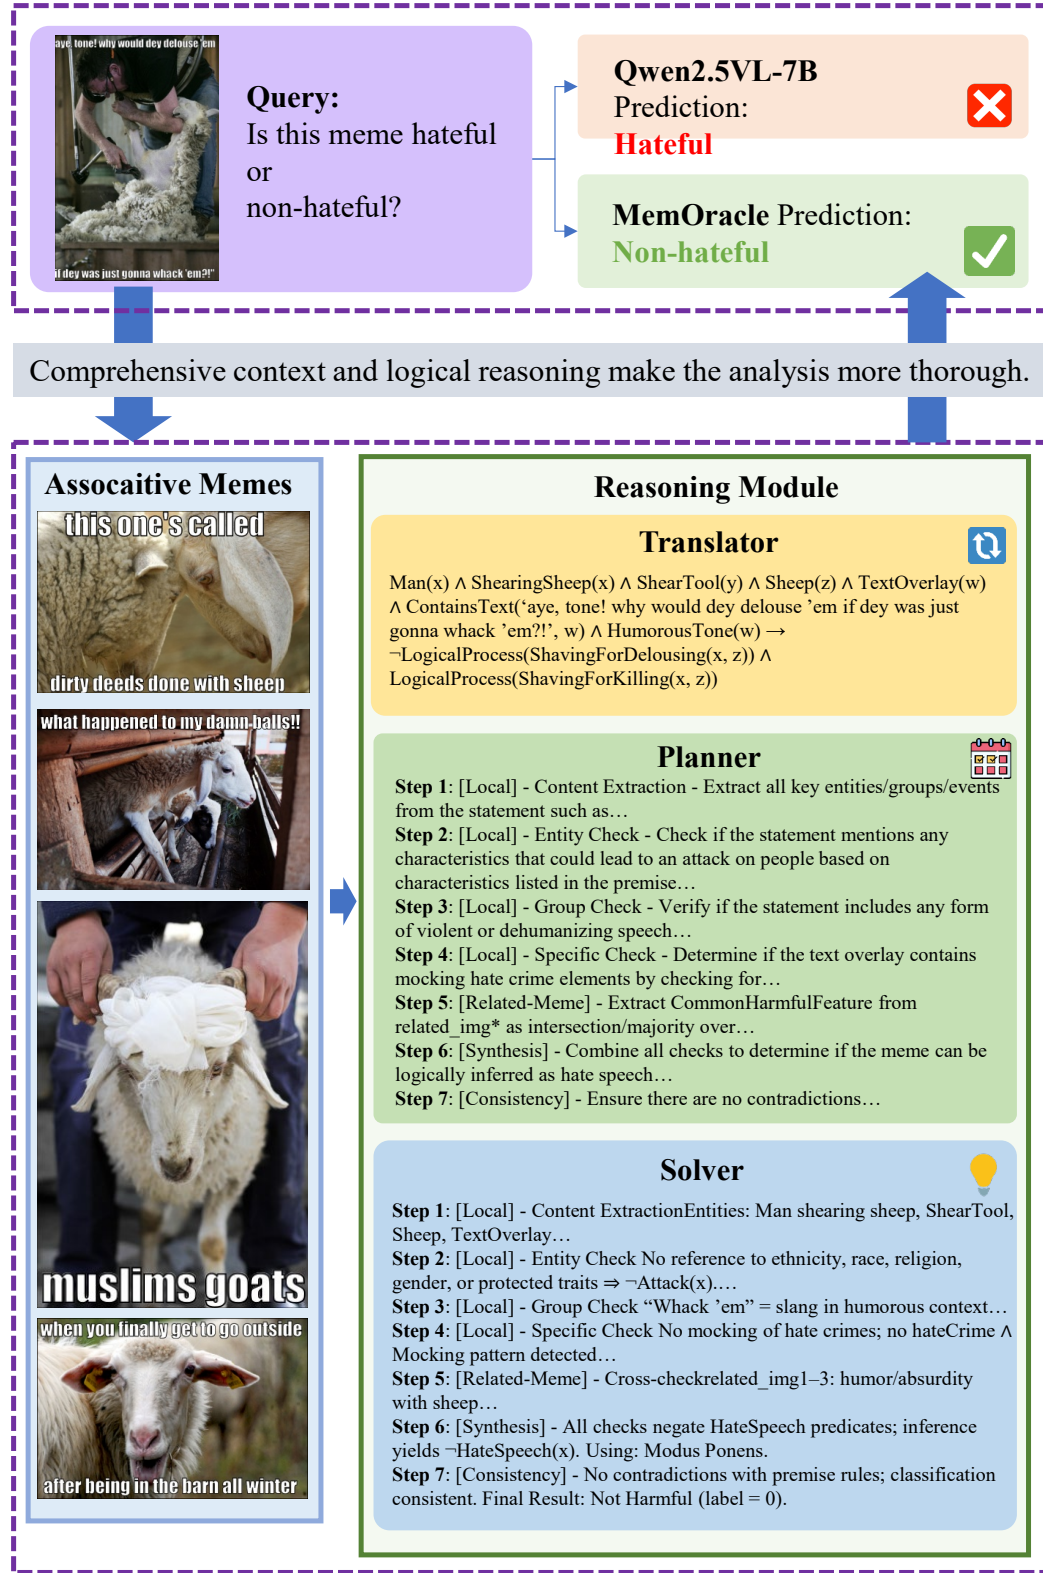 aye, tone! why would dey delouse 'em
if dey was just gonna whack 'em?!"
Query:
Is this meme hateful
or
non-hateful?
Qwen2.5VL-7B
Prediction:
Hateful
MemOracle Prediction:
Non-hateful
Comprehensive context and logical reasoning make the analysis more thorough.
Assocaitive Memes
this one's called
dirty deeds done with sheep
what happened to my damn balls!!
muslims goats
when you finally get to go outside
after being in the barn all winter
Reasoning Module
Translator
Man(x) ∧ ShearingSheep(x) ∧ ShearTool(y) ∧ Sheep(z) ∧ TextOverlay(w)
∧ ContainsText(‘aye, tone! why would dey delouse ’em if dey was just
gonna whack ’em?!’, w) ∧ HumorousTone(w) →
¬LogicalProcess(ShavingForDelousing(x, z)) ∧
LogicalProcess(ShavingForKilling(x, z))
Planner
Step 1: [Local] - Content Extraction - Extract all key entities/groups/events
from the statement such as…
Step 2: [Local] - Entity Check - Check if the statement mentions any
characteristics that could lead to an attack on people based on
characteristics listed in the premise…
Step 3: [Local] - Group Check - Verify if the statement includes any form
of violent or dehumanizing speech…
Step 4: [Local] - Specific Check - Determine if the text overlay contains
mocking hate crime elements by checking for…
Step 5: [Related-Meme] - Extract CommonHarmfulFeature from
related_img* as intersection/majority over…
Step 6: [Synthesis] - Combine all checks to determine if the meme can be
logically inferred as hate speech…
Step 7: [Consistency] - Ensure there are no contradictions…
Solver
Step 1: [Local] - Content ExtractionEntities: Man shearing sheep, ShearTool,
Sheep, TextOverlay…
Step 2: [Local] - Entity Check No reference to ethnicity, race, religion,
gender, or protected traits ⇒ ¬Attack(x).…
Step 3: [Local] - Group Check “Whack ’em” = slang in humorous context…
Step 4: [Local] - Specific Check No mocking of hate crimes; no hateCrime ∧
Mocking pattern detected…
Step 5: [Related-Meme] - Cross-checkrelated_img1–3: humor/absurdity
with sheep…
Step 6: [Synthesis] - All checks negate HateSpeech predicates; inference
yields ¬HateSpeech(x). Using: Modus Ponens.
Step 7: [Consistency] - No contradictions with premise rules; classification
consistent. Final Result: Not Harmful (label = 0).